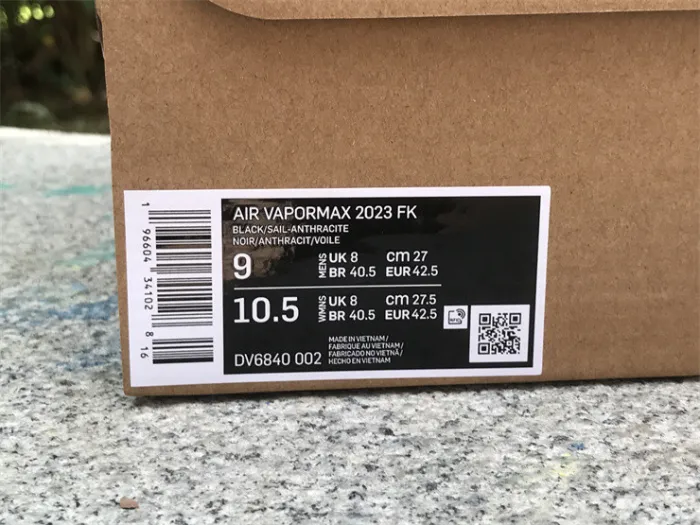 AIR VAPORMAX 2023 FK
BLACK/SAIL-ANTHRACITE
NOIR/ANTHRACIT/VOILE
9 MENS UK 8 cm 27
BR 40.5 EUR 42.5
10.5 WMNS UK 8 cm 27.5
BR 40.5 EUR 42.5
DV6840 002
MADE IN VIETNAM/
FABRIQUE AU VIETNAM/
FABRICADO NO VIETNÃ/
HECHO EN VIETNAM
1 96604 34102 8 16